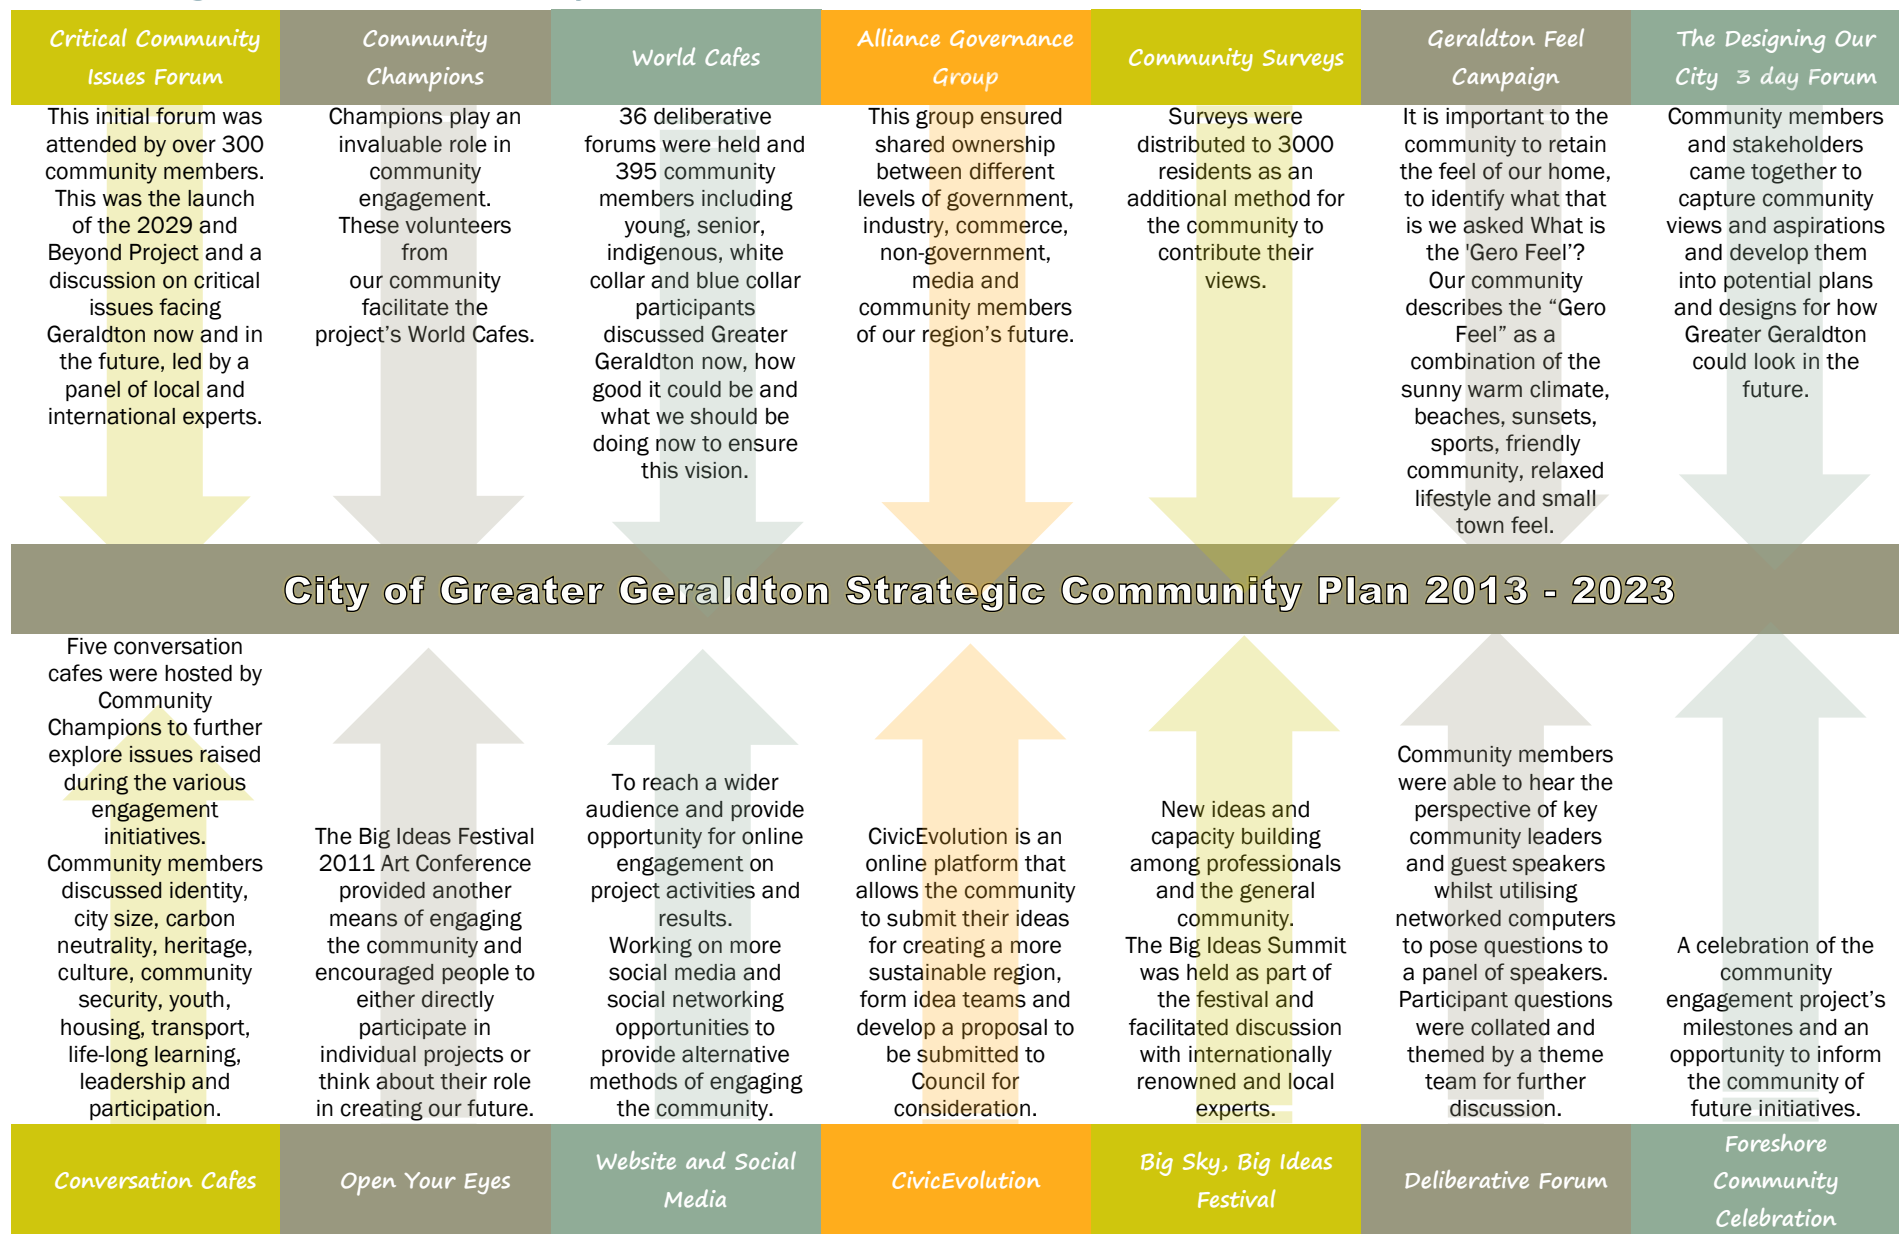 Critical Community
Issues Forum
This initial forum was
attended by over 300
community members.
This was the launch
of the 2029 and
Beyond Project and a
discussion on critical
issues facing
Geraldton now and in
the future, led by a
panel of local and
international experts.
Community
Champions
Champions play an
invaluable role in
community
engagement.
These volunteers
from
our community
facilitate the
project's World Cafes.
World Cafes
36 deliberative
forums were held and
395 community
members including
young, senior,
indigenous, white
collar and blue collar
participants
discussed Greater
Geraldton now, how
good it could be and
what we should be
doing now to ensure
this vision.
Alliance Governance
Group
This group ensured
shared ownership
between different
levels of government,
industry, commerce,
non-government,
media and
community members
of our region's future.
Community Surveys
Surveys were
distributed to 3000
residents as an
additional method for
the community to
contribute their
views.
Geraldton Feel
Campaign
It is important to the
community to retain
the feel of our home,
to identify what that
is we asked What is
the 'Gero Feel'?
Our community
describes the “Gero
Feel” as a
combination of the
sunny warm climate,
beaches, sunsets,
sports, friendly
community, relaxed
lifestyle and small
town feel.
The Designing Our
City 3 day Forum
Community members
and stakeholders
came together to
capture community
views and aspirations
and develop them
into potential plans
and designs for how
Greater Geraldton
could look in the
future.
City of Greater Geraldton Strategic Community Plan 2013 - 2023
Five conversation
cafes were hosted by
Community
Champions to further
explore issues raised
during the various
engagement
initiatives.
Community members
discussed identity,
city size, carbon
neutrality, heritage,
culture, community
security, youth,
housing, transport,
life-long learning,
leadership and
participation.
Conversation Cafes
The Big Ideas Festival
2011 Art Conference
provided another
means of engaging
the community and
encouraged people to
either directly
participate in
individual projects or
think about their role
in creating our future.
Open Your Eyes
To reach a wider
audience and provide
opportunity for online
engagement on
project activities and
results.
Working on more
social media and
social networking
opportunities to
provide alternative
methods of engaging
the community.
Website and Social
Media
CivicEvolution is an
online platform that
allows the community
to submit their ideas
for creating a more
sustainable region,
form idea teams and
develop a proposal to
be submitted to
Council for
consideration.
CivicEvolution
New ideas and
capacity building
among professionals
and the general
community.
The Big Ideas Summit
was held as part of
the festival and
facilitated discussion
with internationally
renowned and local
experts.
Big Sky, Big Ideas
Festival
Community members
were able to hear the
perspective of key
community leaders
and guest speakers
whilst utilising
networked computers
to pose questions to
a panel of speakers.
Participant questions
were collated and
themed by a theme
team for further
discussion.
Deliberative Forum
A celebration of the
community
engagement project's
milestones and an
opportunity to inform
the community of
future initiatives.
Foreshore
Community
Celebration